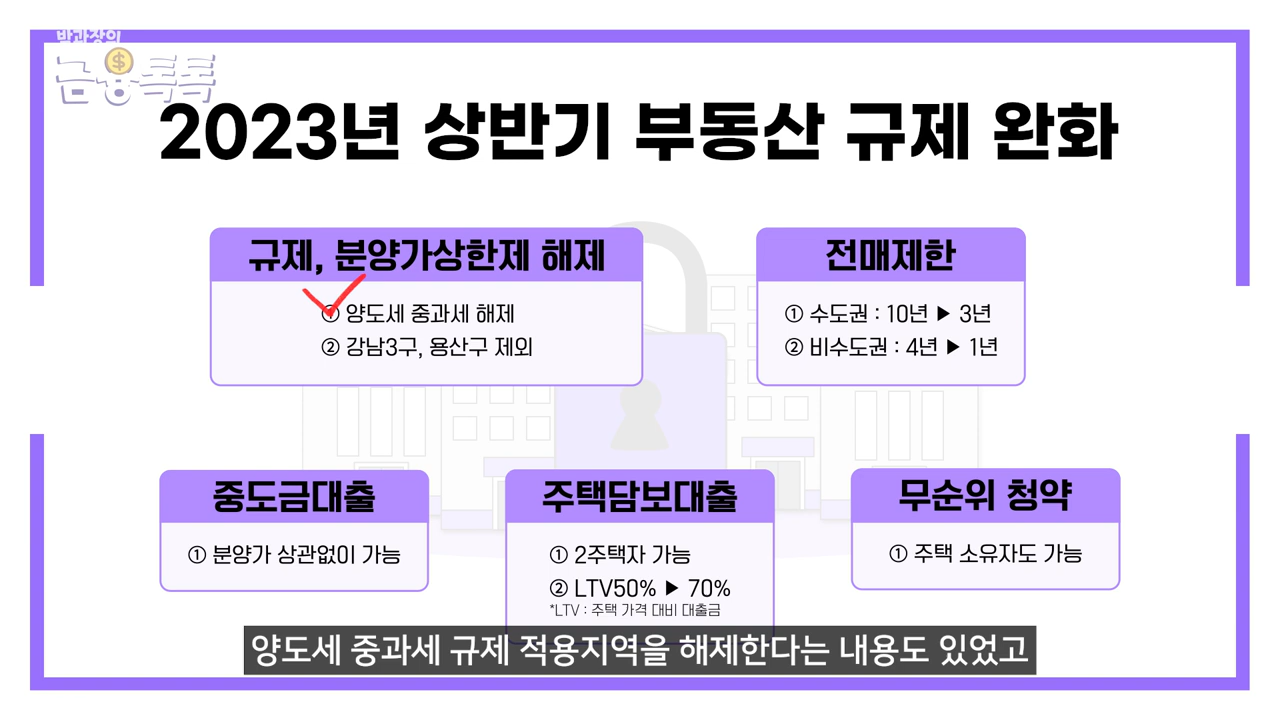 박과장의
금융톡톡
2023년 상반기 부동산 규제 완화
규제, 분양가상한제 해제
① 양도세 중과세 해제
② 강남3구, 용산구 제외
전매제한
① 수도권 : 10년 ▶ 3년
② 비수도권 : 4년 ▶ 1년
중도금대출
① 분양가 상관없이 가능
주택담보대출
① 2주택자 가능
② LTV50% ▶ 70%
*LTV : 주택 가격 대비 대출금
무순위 청약
① 주택 소유자도 가능
양도세 중과세 규제 적용지역을 해제한다는 내용도 있었고